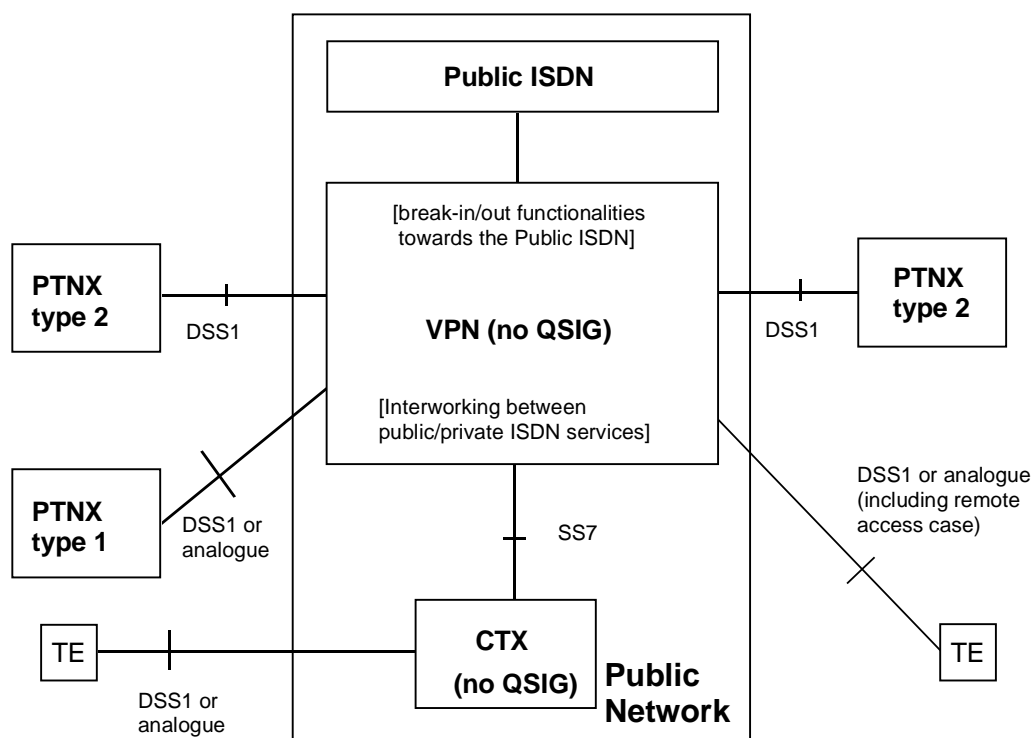 Public ISDN
[break-in/out functionalities
towards the Public ISDN]
PTNX
type 2
DSS1
VPN (no QSIG)
PTNX
type 2
DSS1
[Interworking between
public/private ISDN services]
PTNX
type 1
DSS1 or
analogue
SS7
DSS1 or analogue
(including remote
access case)
TE
DSS1 or
analogue
CTX
(no QSIG)
Public
Network
TE